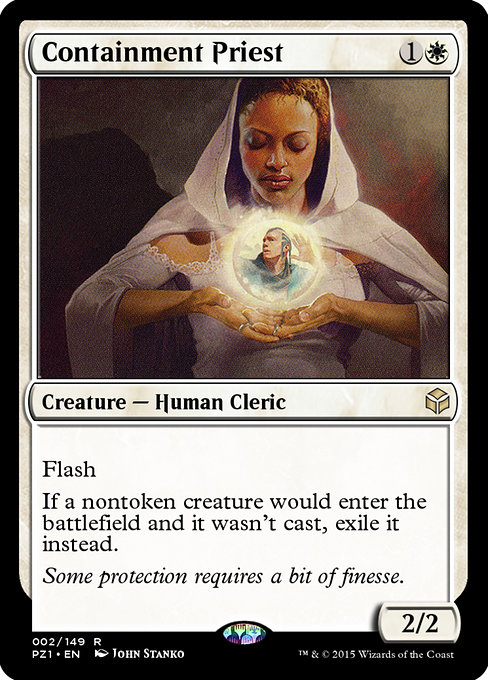 Containment Priest 1
Creature — Human Cleric
Flash
If a nontoken creature would enter the
battlefield and it wasn't cast, exile it
instead.
Some protection requires a bit of finesse.
2/2
002/149 R
PZ1 • EN John Stanko ™ & © 2015 Wizards of the Coast